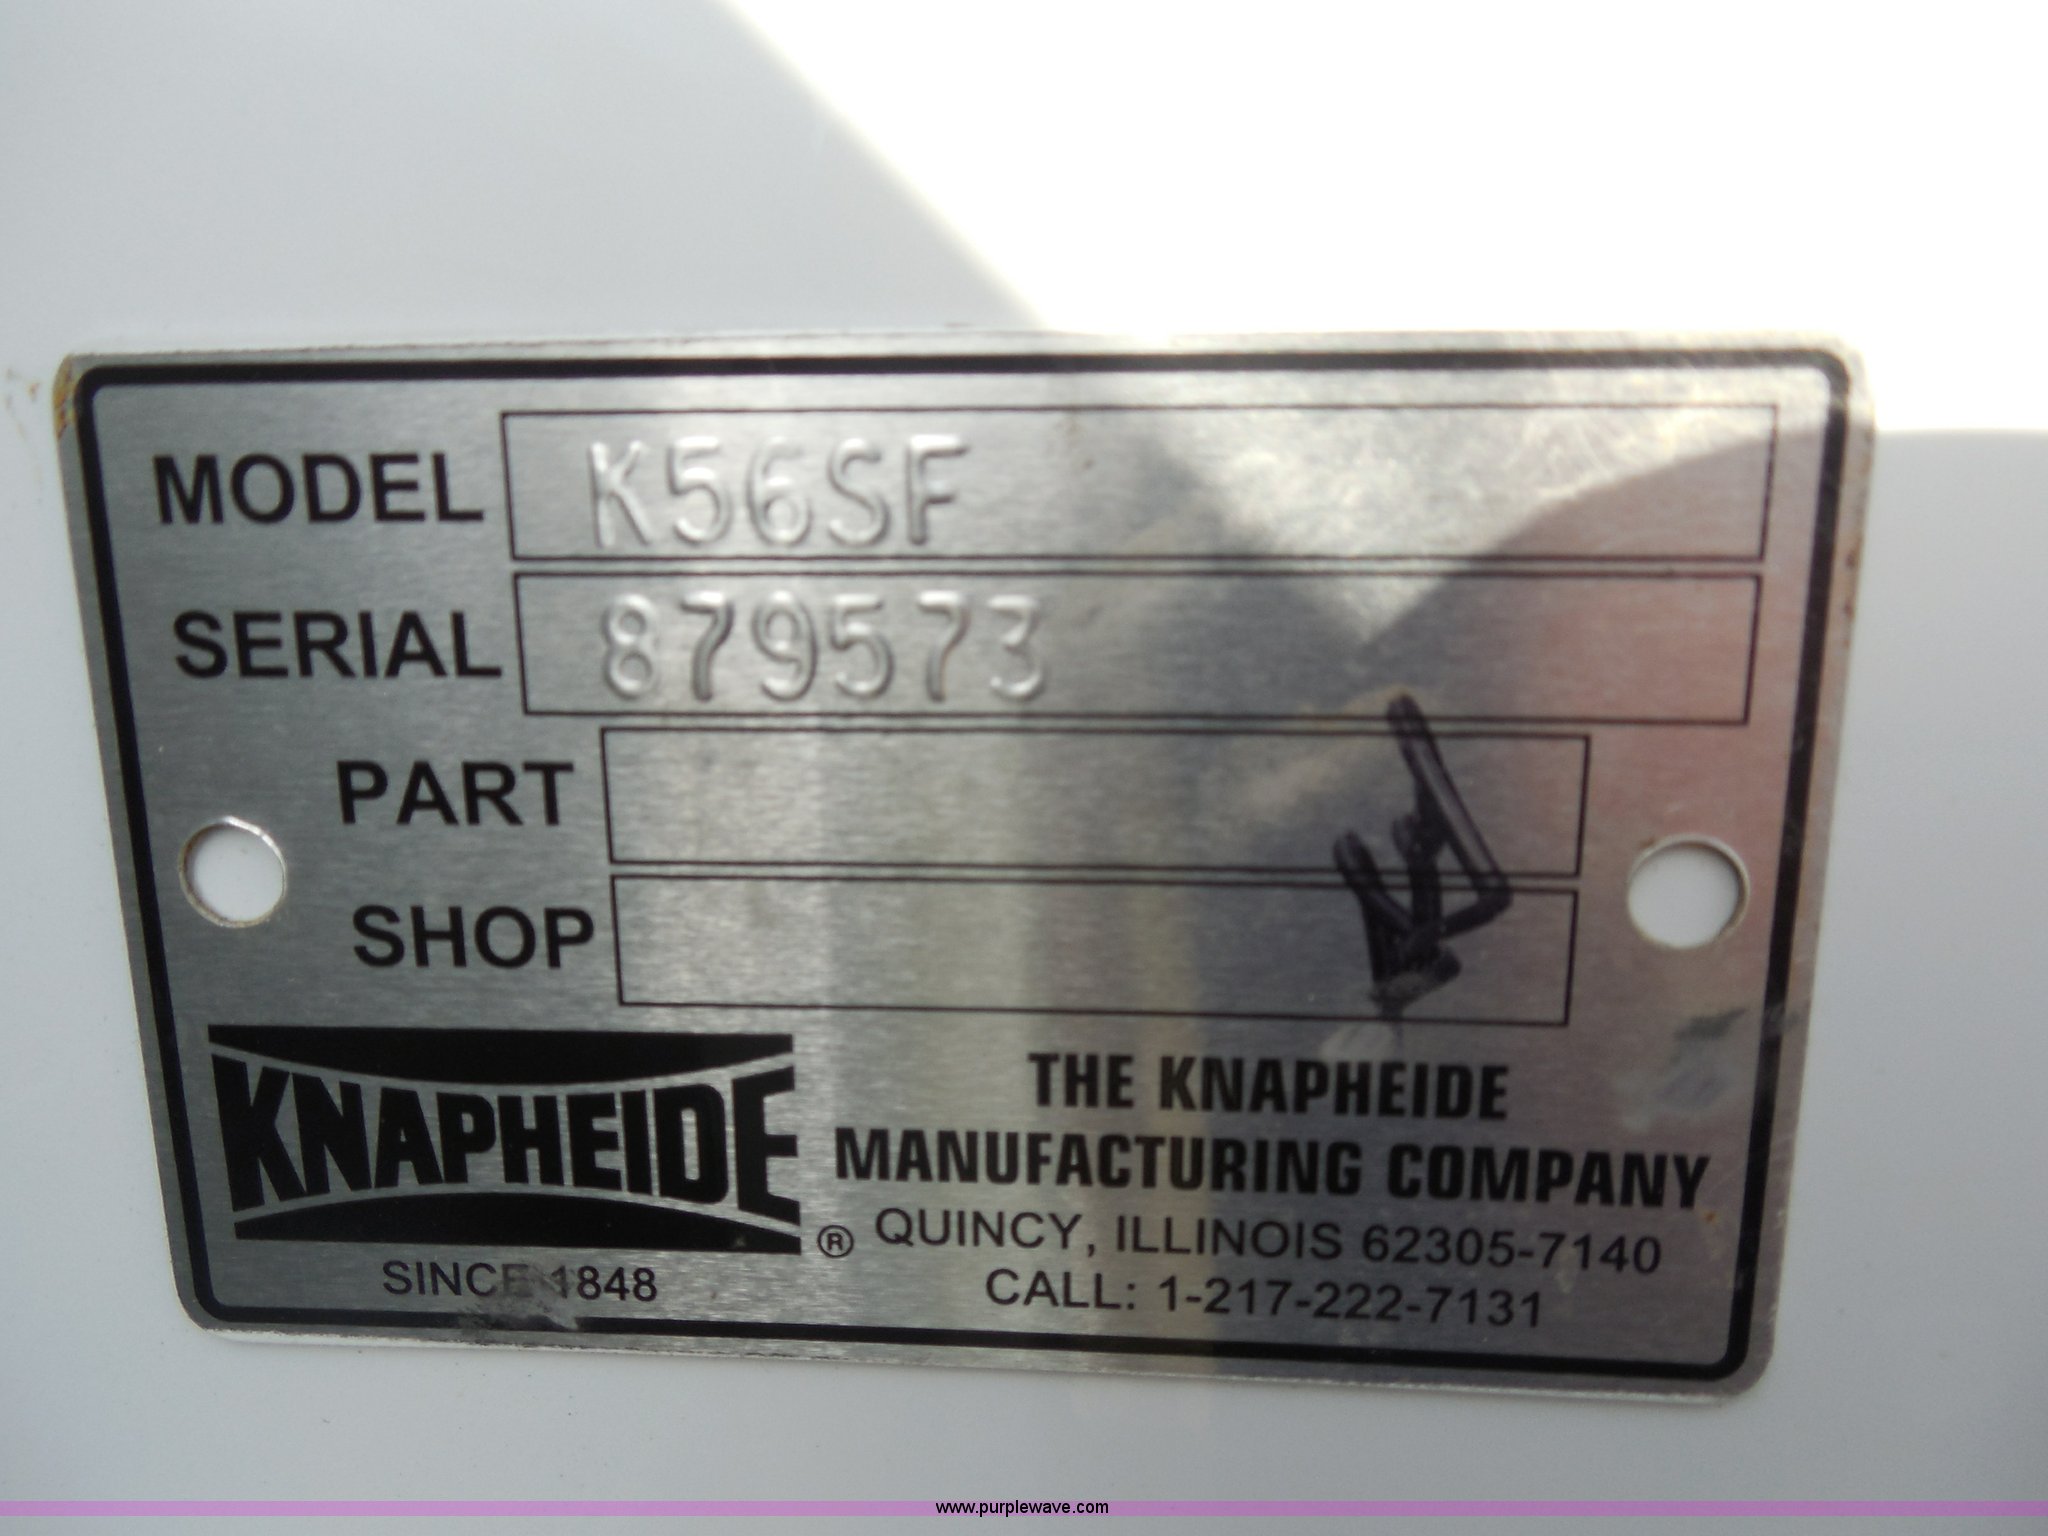 MODEL K56SF
SERIAL 879573
PART
SHOP
KNAPHEIDE ®
SINCE 1848
THE KNAPHEIDE
MANUFACTURING COMPANY
QUINCY, ILLINOIS 62305-7140
CALL: 1-217-222-7131
www.purplewave.com